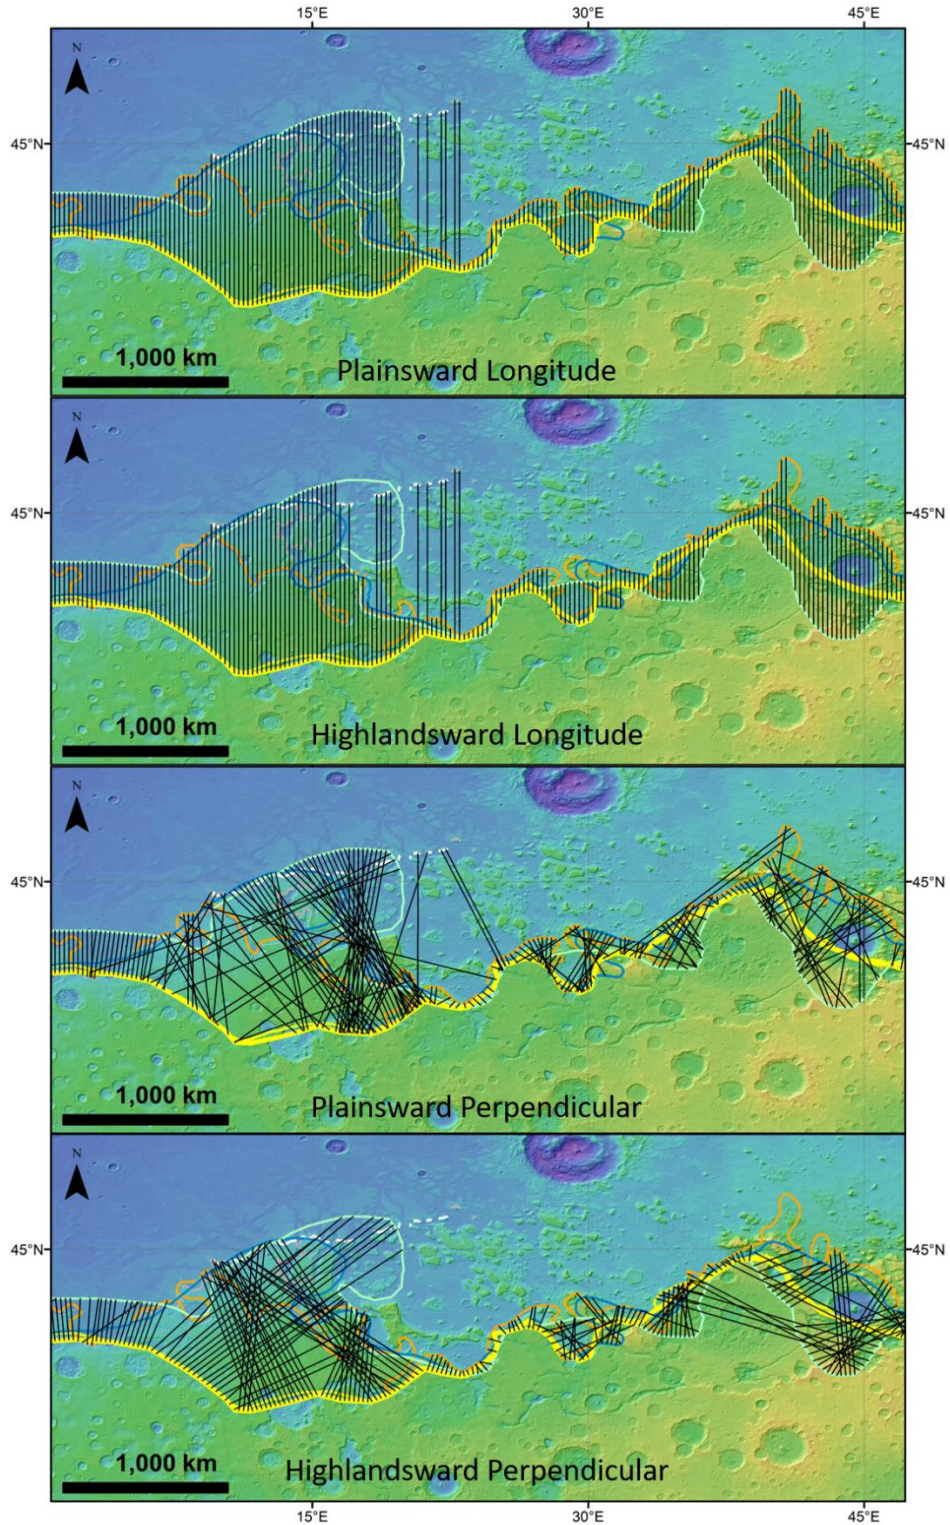 15°E 30°E 45°E
N
45°N 45°N
1,000 km
Plainsward Longitude
N
45°N 45°N
1,000 km
Highlandsward Longitude
N
45°N 45°N
1,000 km
Plainsward Perpendicular
N
45°N 45°N
1,000 km
Highlandsward Perpendicular
15°E 30°E 45°E